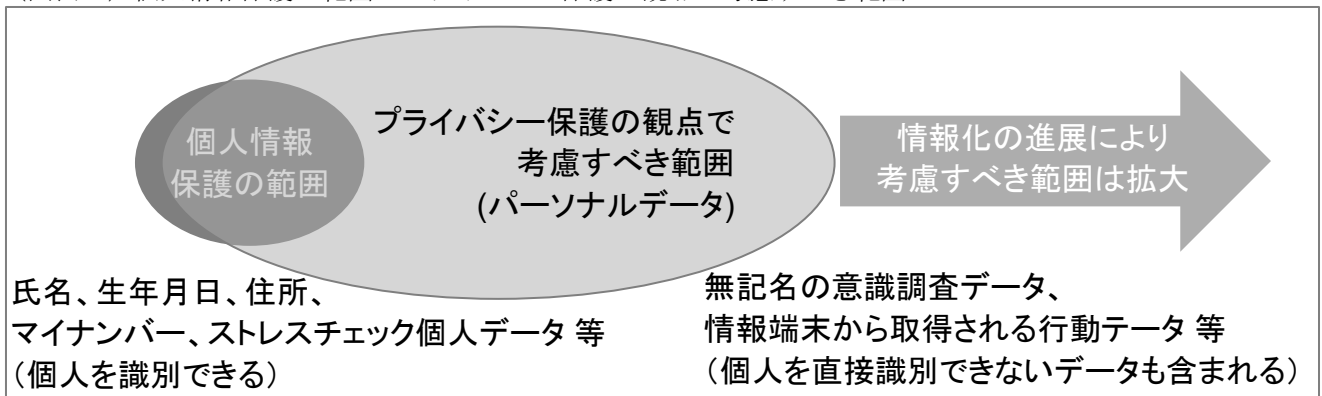 個人情報
保護の範囲
プライバシー保護の観点で
考慮すべき範囲
(パーソナルデータ)
情報化の進展により
考慮すべき範囲は拡大
氏名、生年月日、住所、
マイナンバー、ストレスチェック個人データ 等
（個人を識別できる）
無記名の意識調査データ、
情報端末から取得される行動テータ 等
（個人を直接識別できないデータも含まれる）